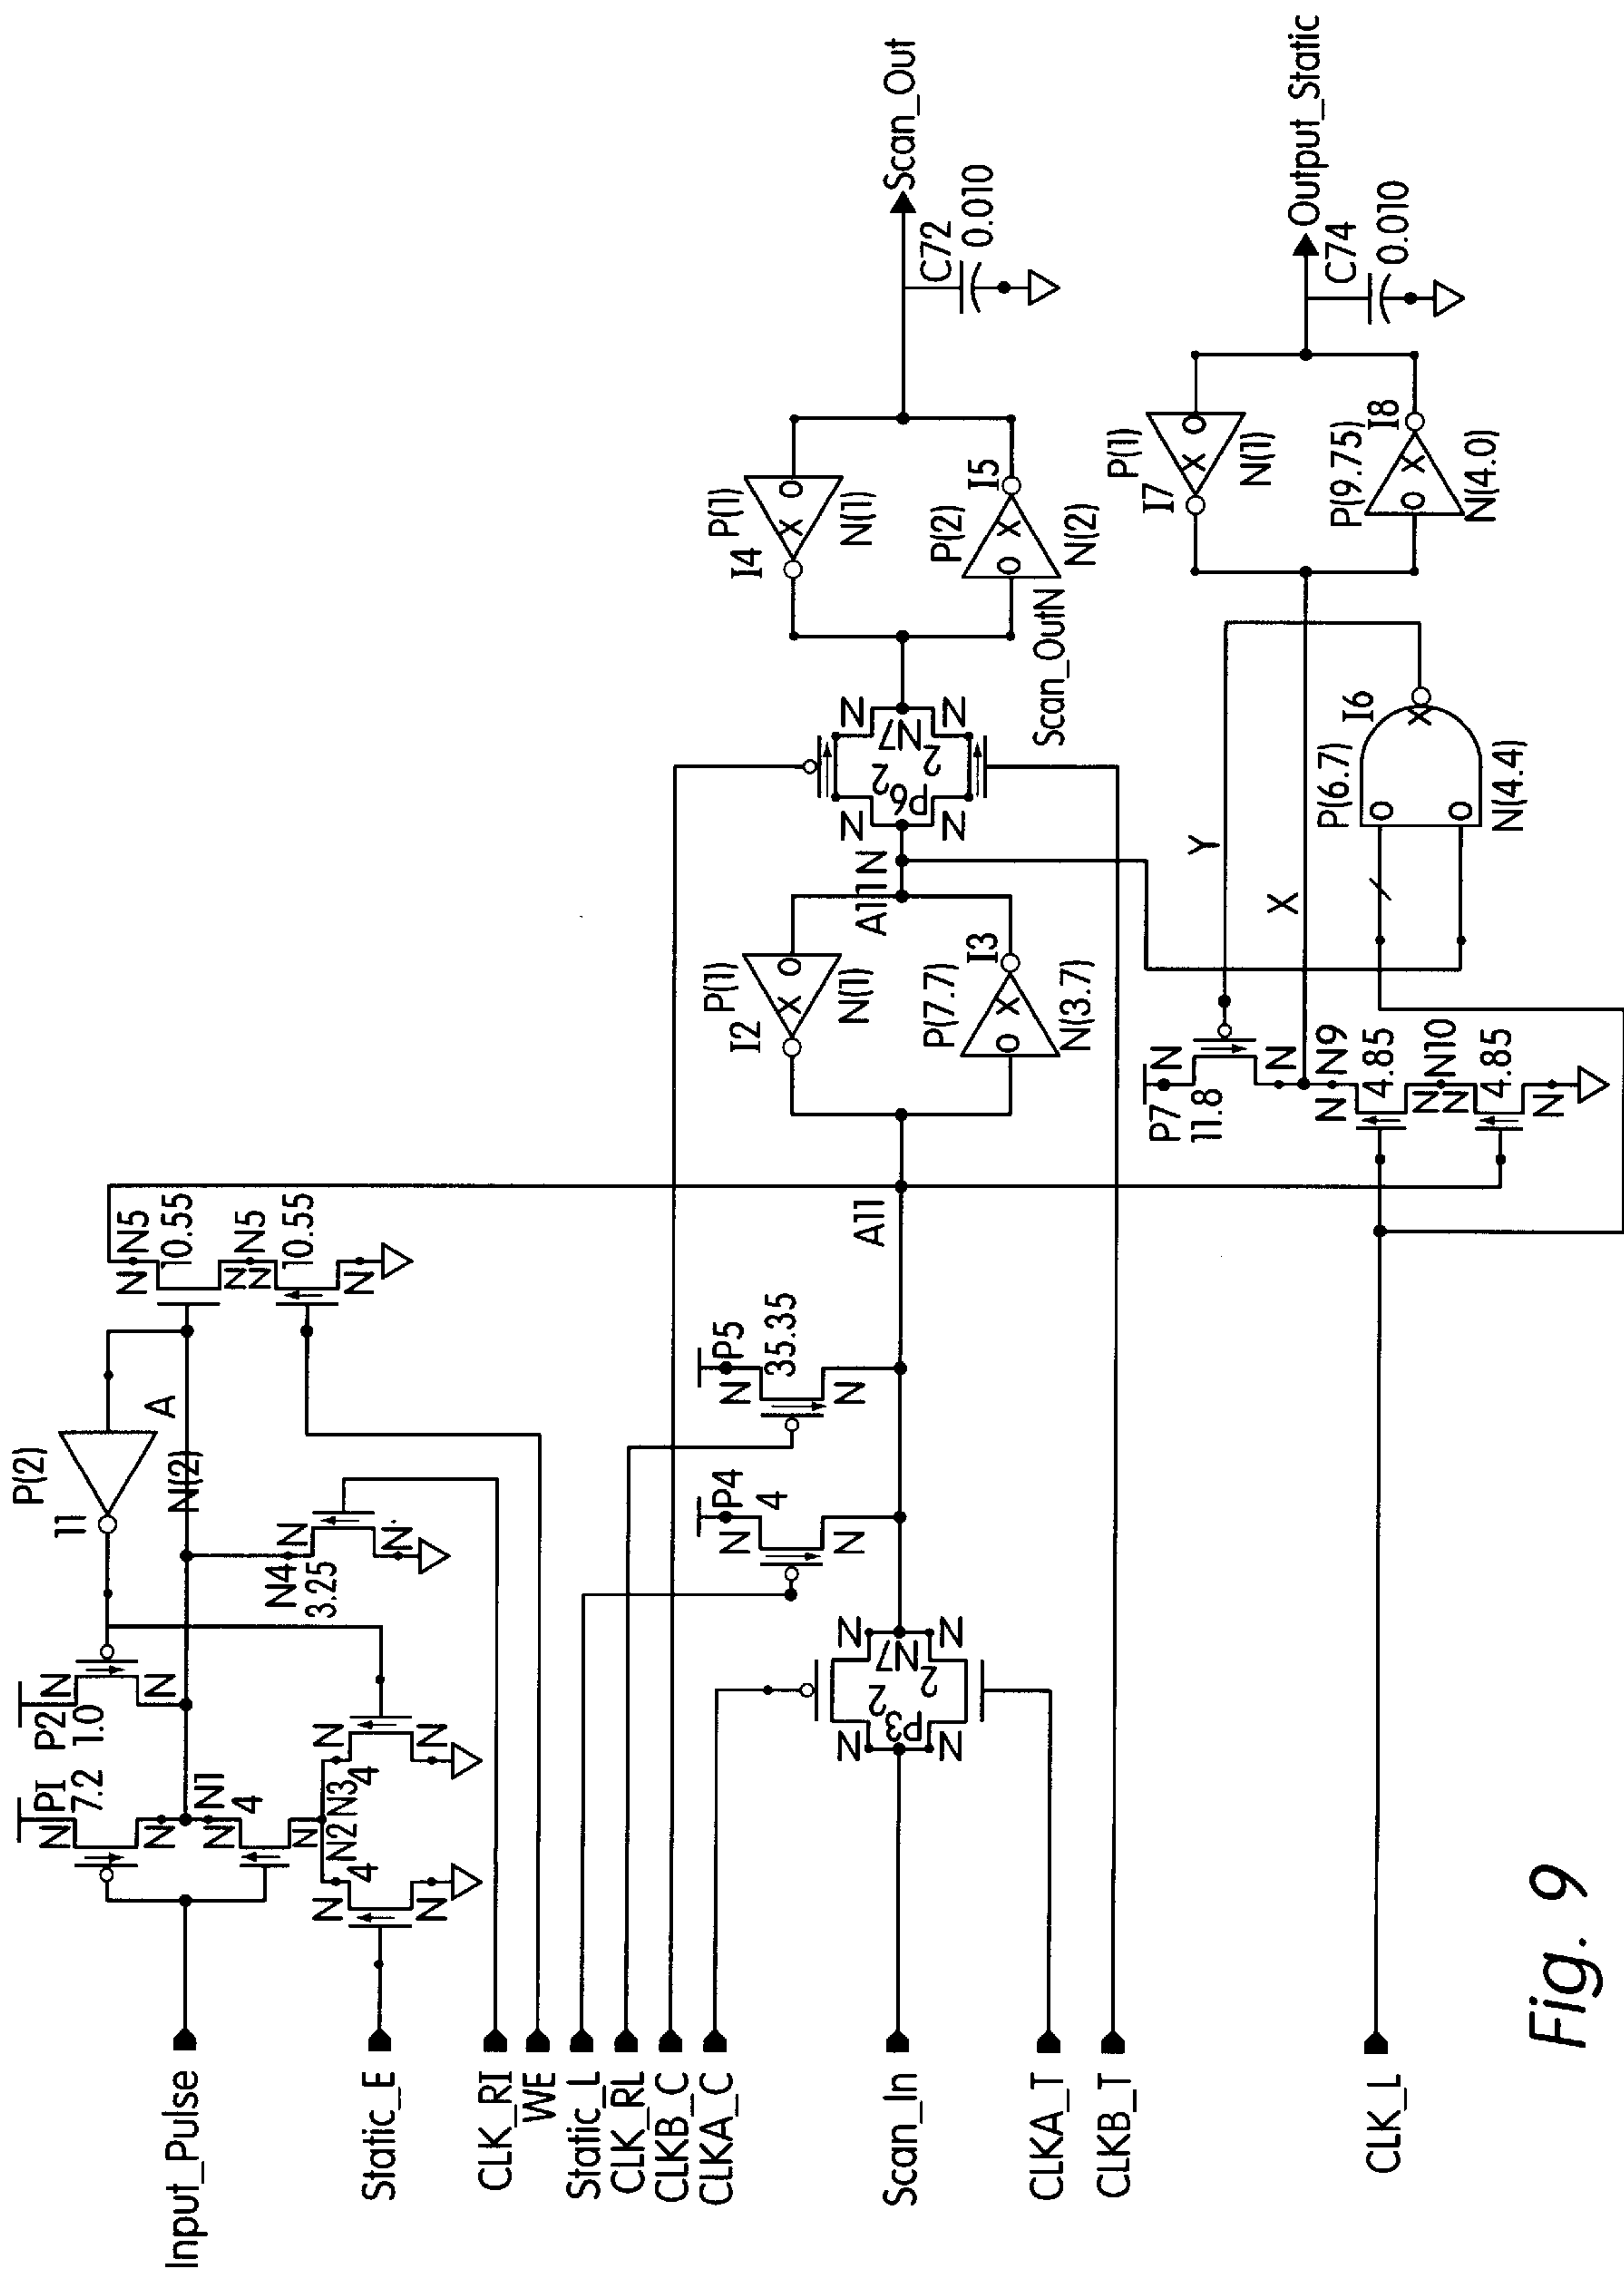 Input_Pulse
Static_E
CLK_RI
WE
Static_L
CLK_RL
CLKB_C
CLKA_C
Scan_In
CLKA_T
CLKB_T
CLK_L
PI
7.2
N
N
N1
4
N
N
N2
4
N
N
N3
4
N
N
P2
1.0
N
N
I1
P(2)
N(2)
A
N4
3.25
N
N
N5
10.55
N
N
N5
10.55
N
N
P4
4
N
N
P5
35.35
N
N
P3
2
N7
2
N
N
N
N
A11
I2
P(1)
N(1)
X
O
I3
P(7.7)
N(3.7)
O
X
A11N
P6
2
N7
2
N
N
N
N
Scan_OutN
I4
P(1)
N(1)
X
O
I5
P(2)
N(2)
O
X
C72
0.010
Scan_Out
P7
11.8
N
N
N9
4.85
N
N
N10
4.85
N
N
Y
X
I6
P(6.7)
N(4.4)
O
O
X
I7
P(1)
N(1)
X
O
I8
P(9.75)
N(4.0)
O
X
C74
0.010
Output_Static
Fig. 9